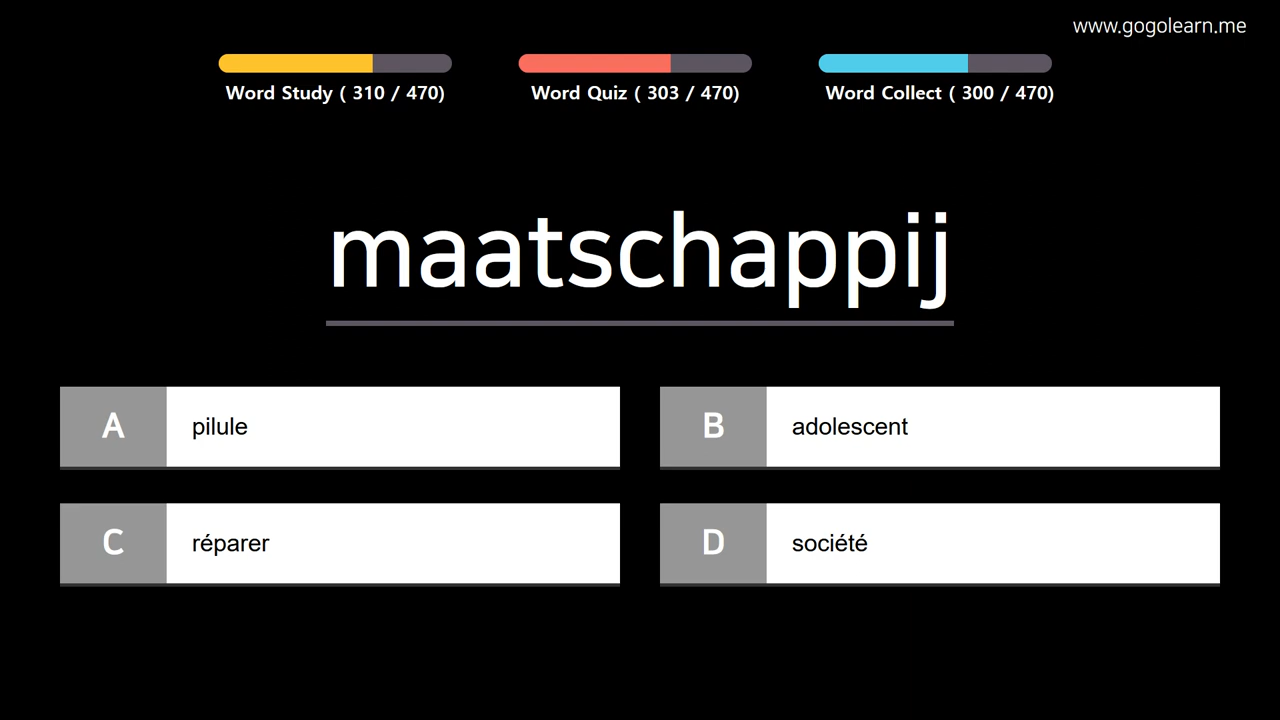 www.gogolearn.me
Word Study ( 310 / 470)
Word Quiz ( 303 / 470)
Word Collect ( 300 / 470)
maatschappij
A pilule
B adolescent
C réparer
D société